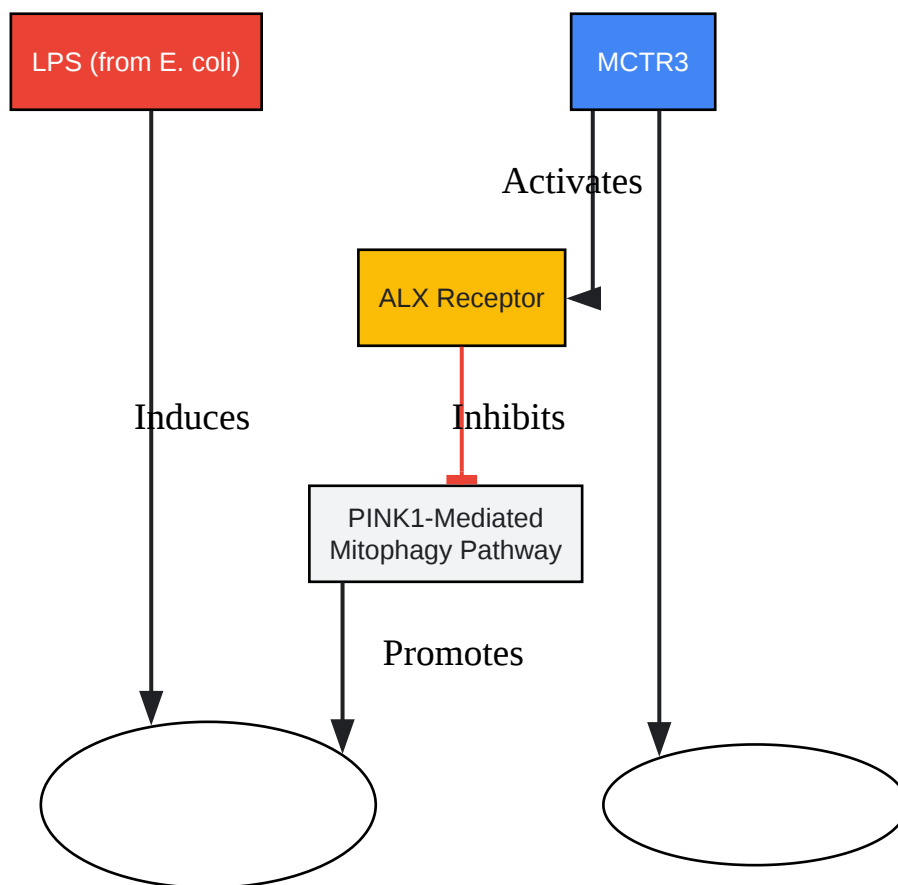 LPS (from E. coli)
MCTR3
Activates
ALX Receptor
Induces
Inhibits
PINK1-Mediated
Mitophagy Pathway
Promotes